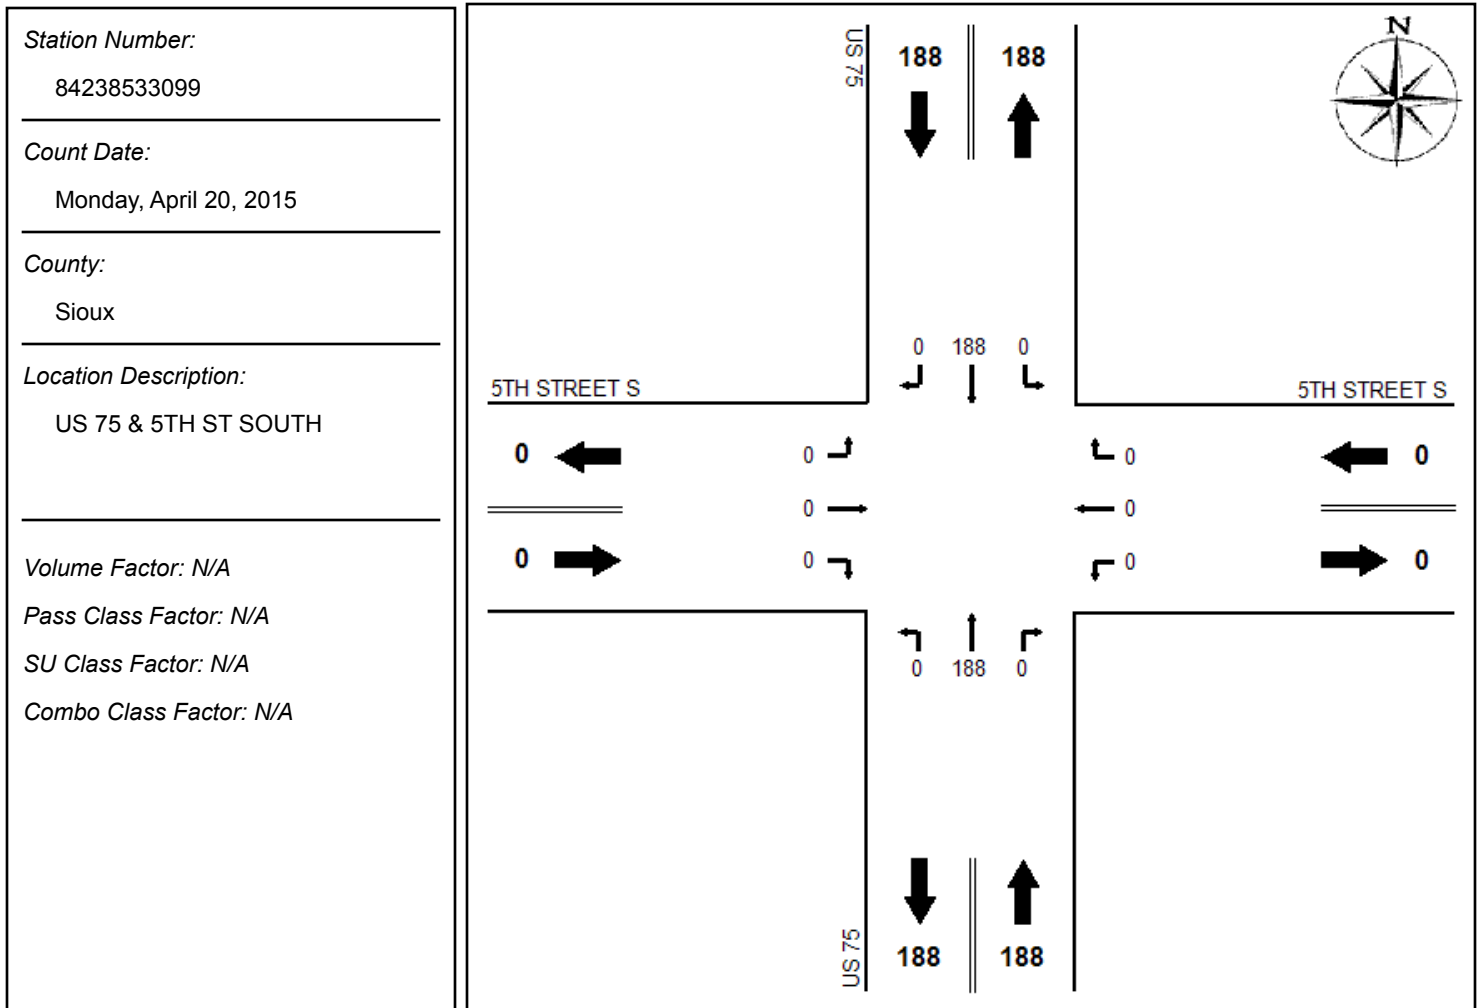 Station Number:
84238533099
Count Date:
Monday, April 20, 2015
County:
Sioux
Location Description:
US 75 & 5TH ST SOUTH
Volume Factor: N/A
Pass Class Factor: N/A
SU Class Factor: N/A
Combo Class Factor: N/A
N
US 75
188 188
0 188 0
5TH STREET S 5TH STREET S
0 0 0 0
0 0
0 0 0 0
0 188 0
US 75
188 188